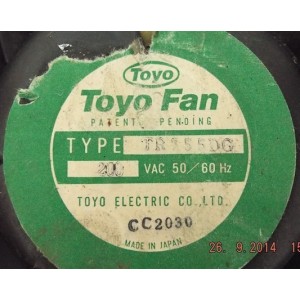 Toyo
Toyo Fan
PATENT PENDING
TYPE
200 VAC 50/60 Hz
TOYO ELECTRIC CO., LTD.
CC2030
MADE IN JAPAN
26. 9.2014 15